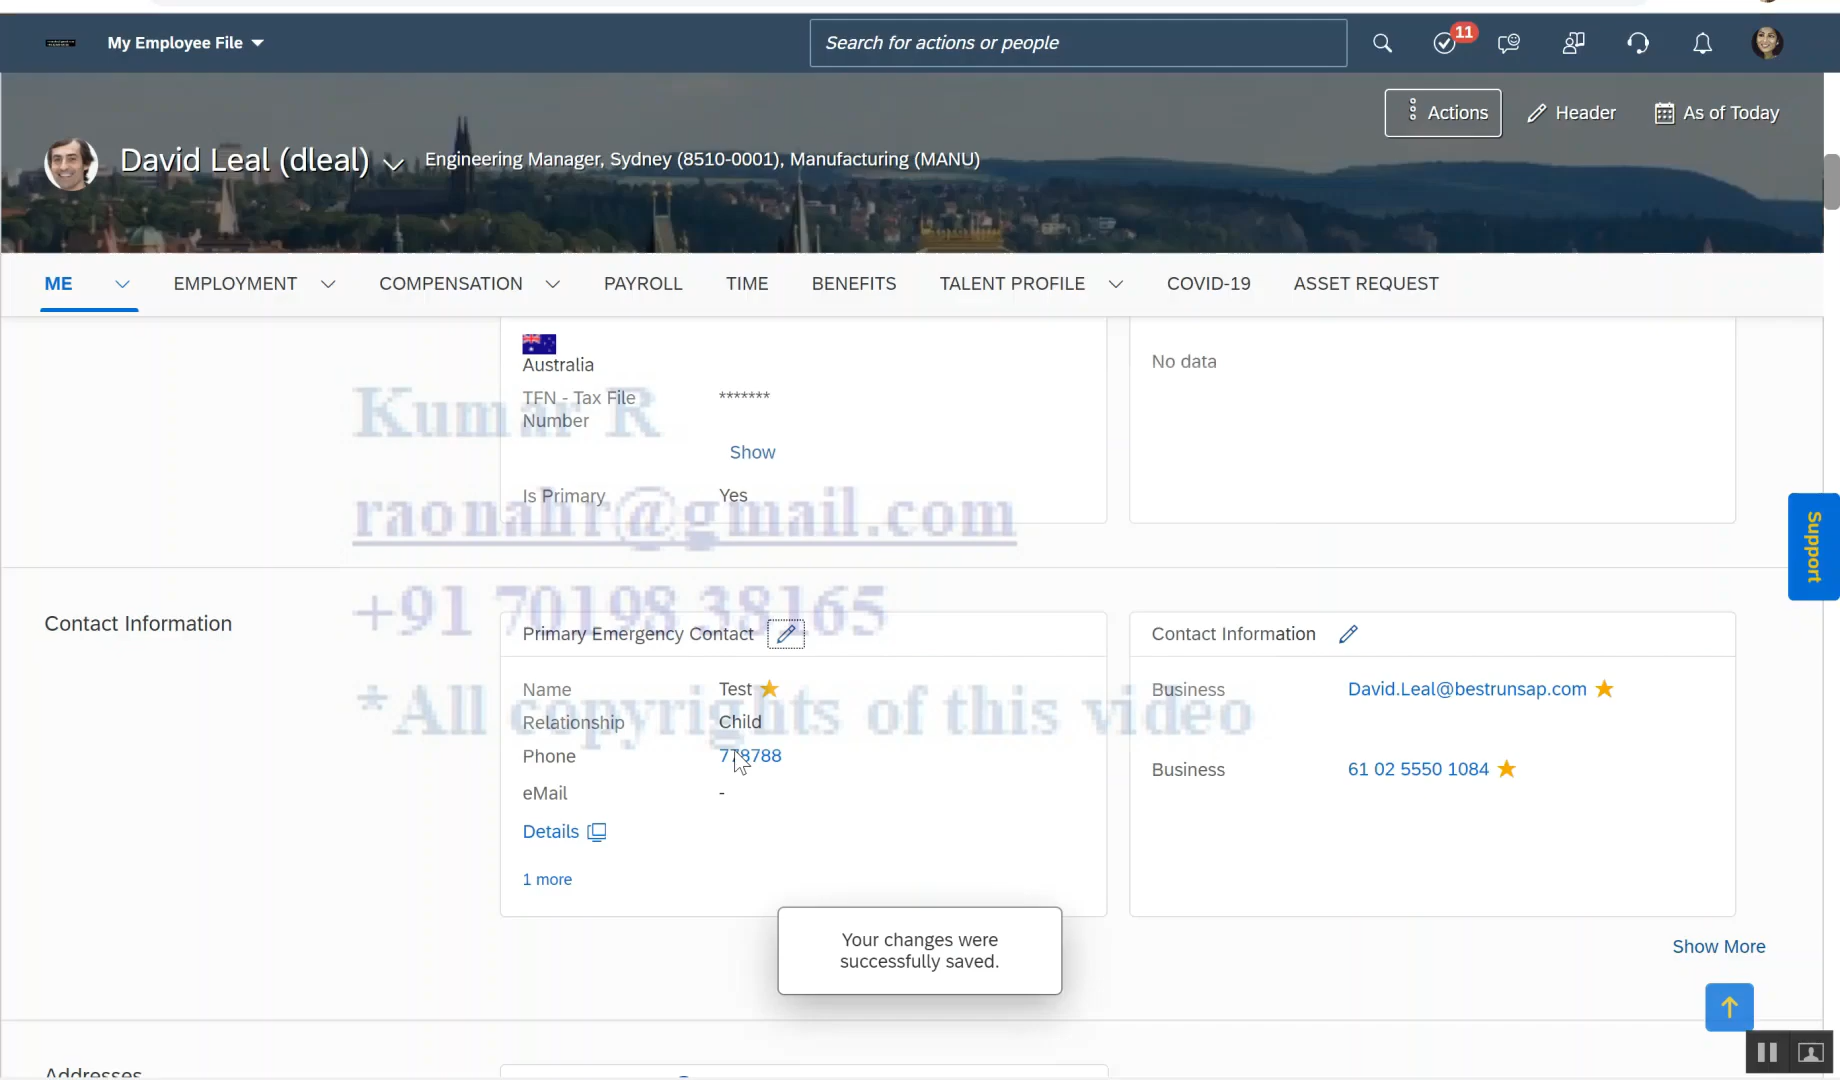 My Employee File
Search for actions or people
11
Actions
Header
As of Today
David Leal (dleal)
Engineering Manager, Sydney (8510-0001), Manufacturing (MANU)
ME
EMPLOYMENT
COMPENSATION
PAYROLL
TIME
BENEFITS
TALENT PROFILE
COVID-19
ASSET REQUEST
Australia
TFN - Tax File
Number
*******
Show
Is Primary
Yes
No data
Kumar R
raonahr@gmail.com
+91 70198 38165
*All copyrights of this video
Support
Contact Information
Primary Emergency Contact
Name
Test
Relationship
Child
Phone
778788
eMail
-
Details
1 more
Contact Information
Business
David.Leal@bestrunsap.com
Business
61 02 5550 1084
Your changes were
successfully saved.
Show More
Addresses